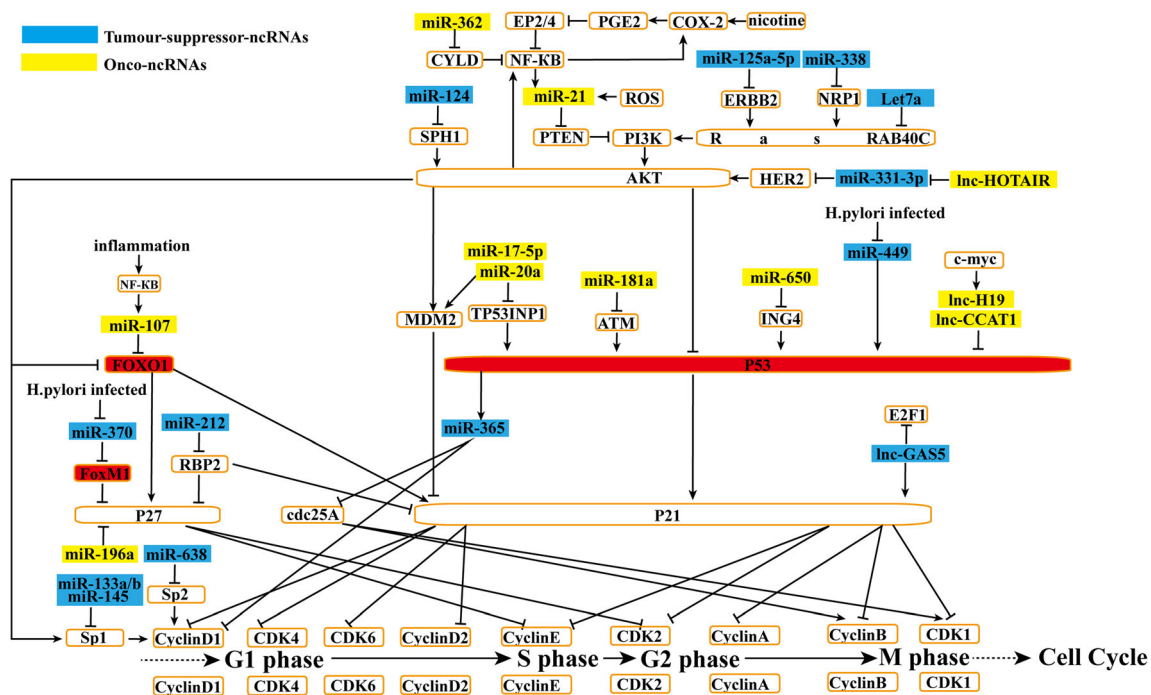 Tumour-suppressor-ncRNAs
Onco-ncRNAs
miR-362
EP2/4
PGE2
COX-2
nicotine
CYLD
NF-KB
miR-125a-5p
miR-338
miR-124
miR-21
ROS
ERBB2
NRP1
Let7a
SPH1
PTEN
PI3K
R a s RAB40C
AKT
HER2
miR-331-3p
lnc-HOTAIR
H.pylori infected
inflammation
miR-17-5p
miR-449
c-myc
NF-KB
miR-20a
miR-181a
miR-650
lnc-H19
miR-107
MDM2
TP53INP1
ATM
ING4
lnc-CCAT1
FOXO1
P53
H.pylori infected
E2F1
miR-370
miR-212
miR-365
lnc-GAS5
FoxM1
RBP2
P27
cdc25A
P21
miR-196a
miR-638
miR-133a/b
miR-145
Sp2
Sp1
CyclinD1
CDK4
CDK6
CyclinD2
CyclinE
CDK2
CyclinA
CyclinB
CDK1
G1 phase
S phase
G2 phase
M phase
Cell Cycle
CyclinD1
CDK4
CDK6
CyclinD2
CyclinE
CDK2
CyclinA
CyclinB
CDK1